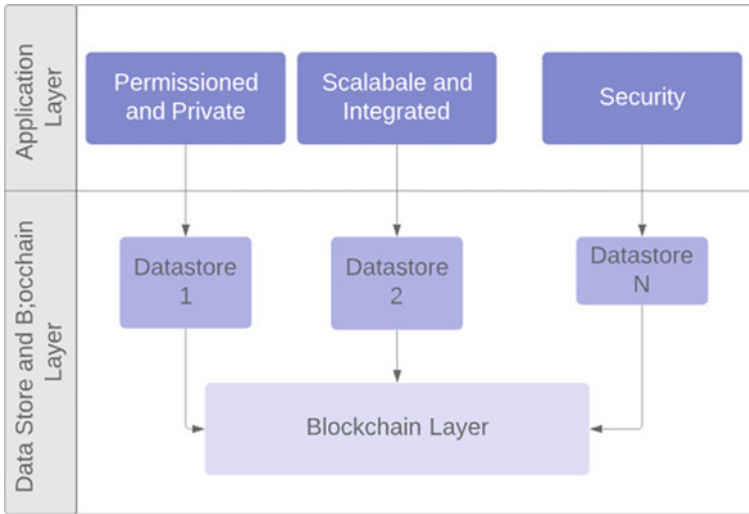 Application
Layer
Permissioned
and Private
Scalabale and
Integrated
Security
Data Store and B;occhain
Layer
Datastore
1
Datastore
2
Datastore
N
Blockchain Layer